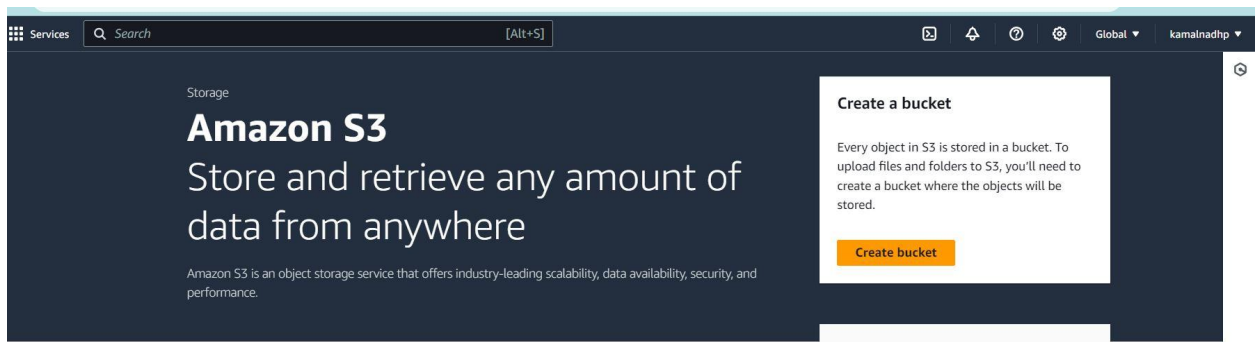 Services
Search
[Alt+S]
Global
kamalnadhp
Storage
Amazon S3
Store and retrieve any amount of
data from anywhere
Amazon S3 is an object storage service that offers industry-leading scalability, data availability, security, and
performance.
Create a bucket
Every object in S3 is stored in a bucket. To
upload files and folders to S3, you'll need to
create a bucket where the objects will be
stored.
Create bucket